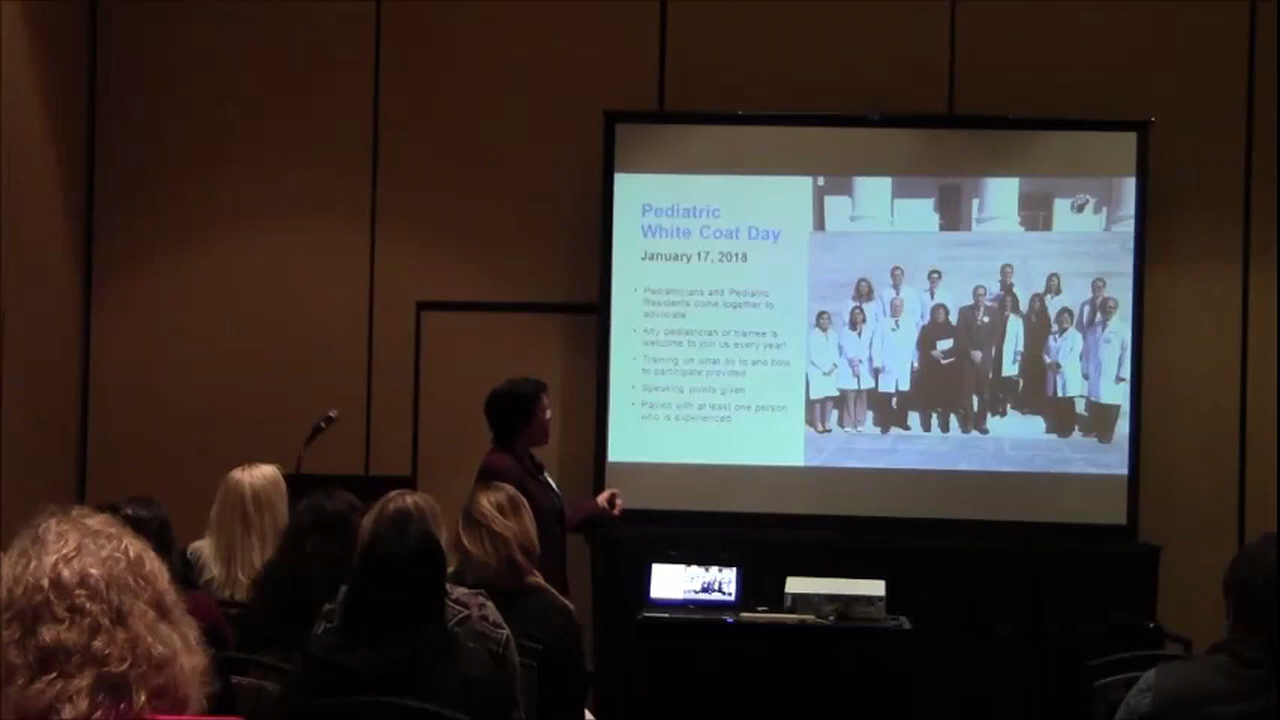 Pediatric
White Coat Day
January 17, 2018
• Pediatricians and Pediatric
Residents come together to
advocate
• Any pediatrician or trainee is
welcome to join us every year!
• Training on what do to and how
to participate provided
• Speaking points given
• Paired with at least one person
who is experienced